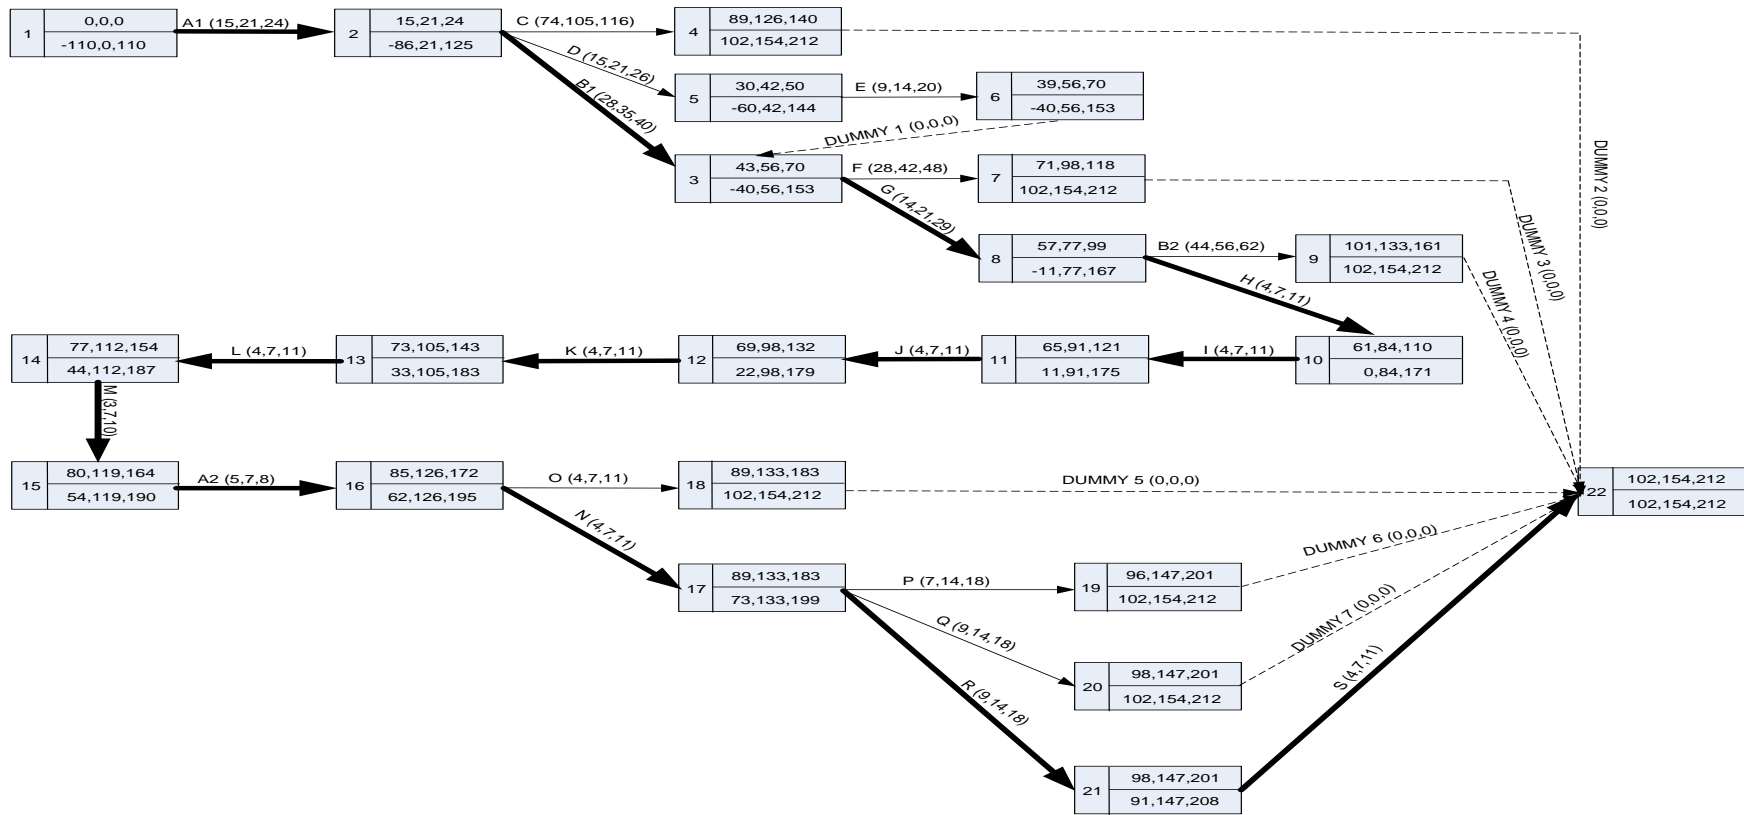 0,0,0
1
-110,0,110
A1 (15,21,24)
15,21,24
2
-86,21,125
C (74,105,116)
89,126,140
4
102,154,212
D (15,21,26)
B1 (28,35,40)
30,42,50
5
-60,42,144
E (9,14,20)
39,56,70
6
-40,56,153
DUMMY 1 (0,0,0)
DUMMY 2 (0,0,0)
43,56,70
3
-40,56,153
F (28,42,48)
71,98,118
7
102,154,212
G (14,21,29)
DUMMY 3 (0,0,0)
57,77,99
8
-11,77,167
B2 (44,56,62)
101,133,161
9
102,154,212
H (4,7,11)
DUMMY 4 (0,0,0)
77,112,154
14
44,112,187
L (4,7,11)
73,105,143
13
33,105,183
K (4,7,11)
69,98,132
12
22,98,179
J (4,7,11)
65,91,121
11
11,91,175
I (4,7,11)
61,84,110
10
0,84,171
M (3,7,10)
80,119,164
15
54,119,190
A2 (5,7,8)
85,126,172
16
62,126,195
O (4,7,11)
89,133,183
18
102,154,212
DUMMY 5 (0,0,0)
102,154,212
22
102,154,212
N (4,7,11)
DUMMY 6 (0,0,0)
89,133,183
17
73,133,199
P (7,14,18)
96,147,201
19
102,154,212
Q (9,14,18)
DUMMY 7 (0,0,0)
98,147,201
20
102,154,212
R (9,14,18)
S (4,7,11)
98,147,201
21
91,147,208